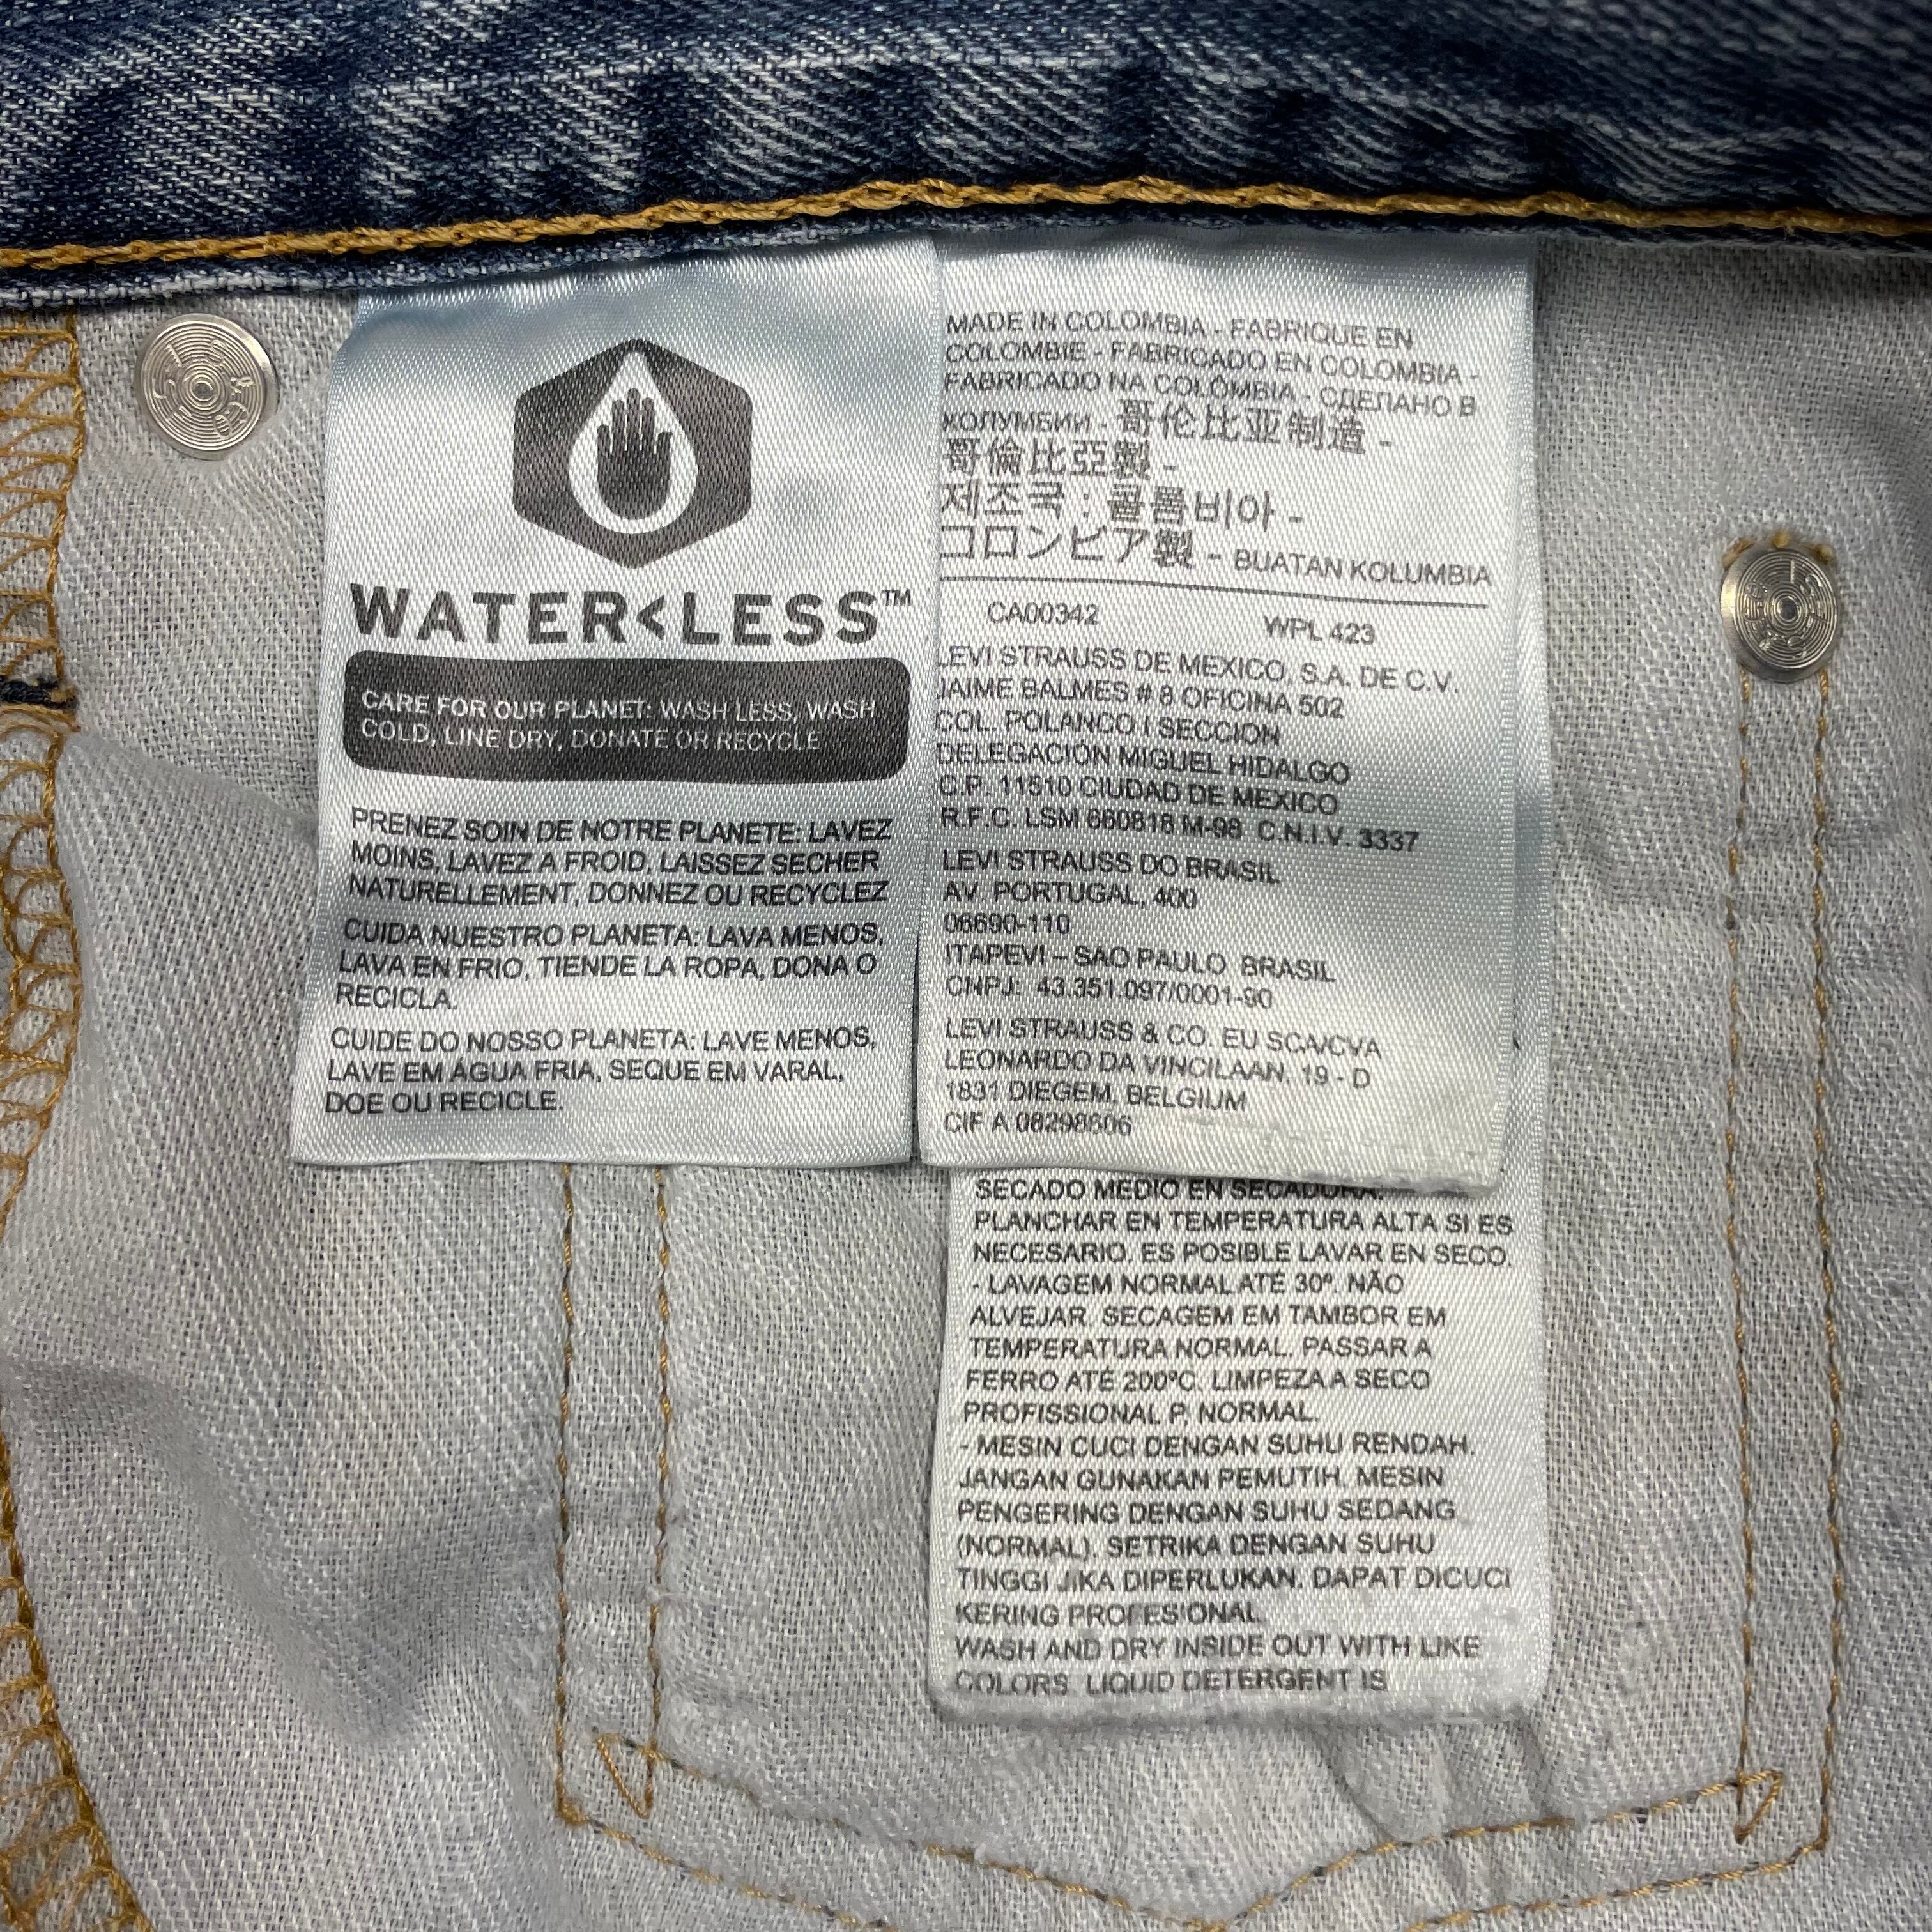 WATER<LESS™
CARE FOR OUR PLANET: WASH LESS, WASH
COLD, LINE DRY, DONATE OR RECYCLE
PRENEZ SOIN DE NOTRE PLANETE: LAVEZ
MOINS, LAVEZ A FROID, LAISSEZ SECHER
NATURELLEMENT, DONNEZ OU RECYCLEZ
CUIDA NUESTRO PLANETA: LAVA MENOS,
LAVA EN FRIO, TIENDE LA ROPA, DONA O
RECICLA.
CUIDE DO NOSSO PLANETA: LAVE MENOS,
LAVE EM ÁGUA FRIA, SEQUE EM VARAL,
DOE OU RECICLE.
MADE IN COLOMBIA - FABRIQUE EN
COLOMBIE - FABRICADO EN COLOMBIA -
FABRICADO NA COLÔMBIA - СДЕЛАНО В
КОЛУМБИИ - 哥伦比亚制造 -
哥倫比亞製 -
제조국 : 콜롬비아 -
コロンビア製 - BUATAN KOLUMBIA
CA00342 WPL 423
LEVI STRAUSS DE MEXICO, S.A. DE C.V.
JAIME BALMES # 8 OFICINA 502
COL. POLANCO I SECCION
DELEGACIÓN MIGUEL HIDALGO
C.P. 11510 CIUDAD DE MEXICO
R.F.C. LSM 660818 M-98 C.N.I.V. 3337
LEVI STRAUSS DO BRASIL
AV. PORTUGAL, 400
06690-110
ITAPEVI – SAO PAULO BRASIL
CNPJ: 43.351.097/0001-90
LEVI STRAUSS & CO. EU SCA/CVA
LEONARDO DA VINCILAAN, 19 - D
1831 DIEGEM, BELGIUM
CIF A 08298606
SECADO MEDIO EN SECADORA.
PLANCHAR EN TEMPERATURA ALTA SI ES
NECESARIO. ES POSIBLE LAVAR EN SECO.
- LAVAGEM NORMAL ATÉ 30º. NÃO
ALVEJAR. SECAGEM EM TAMBOR EM
TEMPERATURA NORMAL. PASSAR A
FERRO ATÉ 200ºC. LIMPEZA A SECO
PROFISSIONAL P. NORMAL.
- MESIN CUCI DENGAN SUHU RENDAH.
JANGAN GUNAKAN PEMUTIH. MESIN
PENGERING DENGAN SUHU SEDANG
(NORMAL). SETRIKA DENGAN SUHU
TINGGI JIKA DIPERLUKAN. DAPAT DICUCI
KERING PROFESIONAL.
WASH AND DRY INSIDE OUT WITH LIKE
COLORS. LIQUID DETERGENT IS